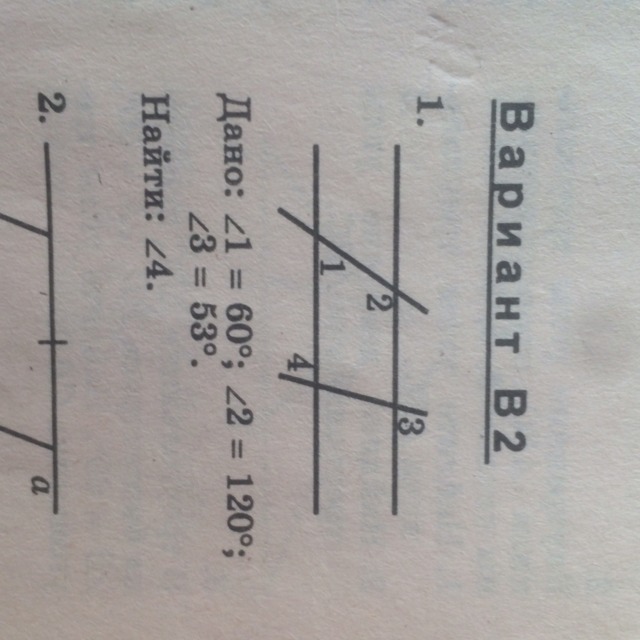 Вариант В2
1.
3
2
1
4
Дано: ∠1 = 60°; ∠2 = 120°;
∠3 = 53°.
Найти: ∠4.
2.
a